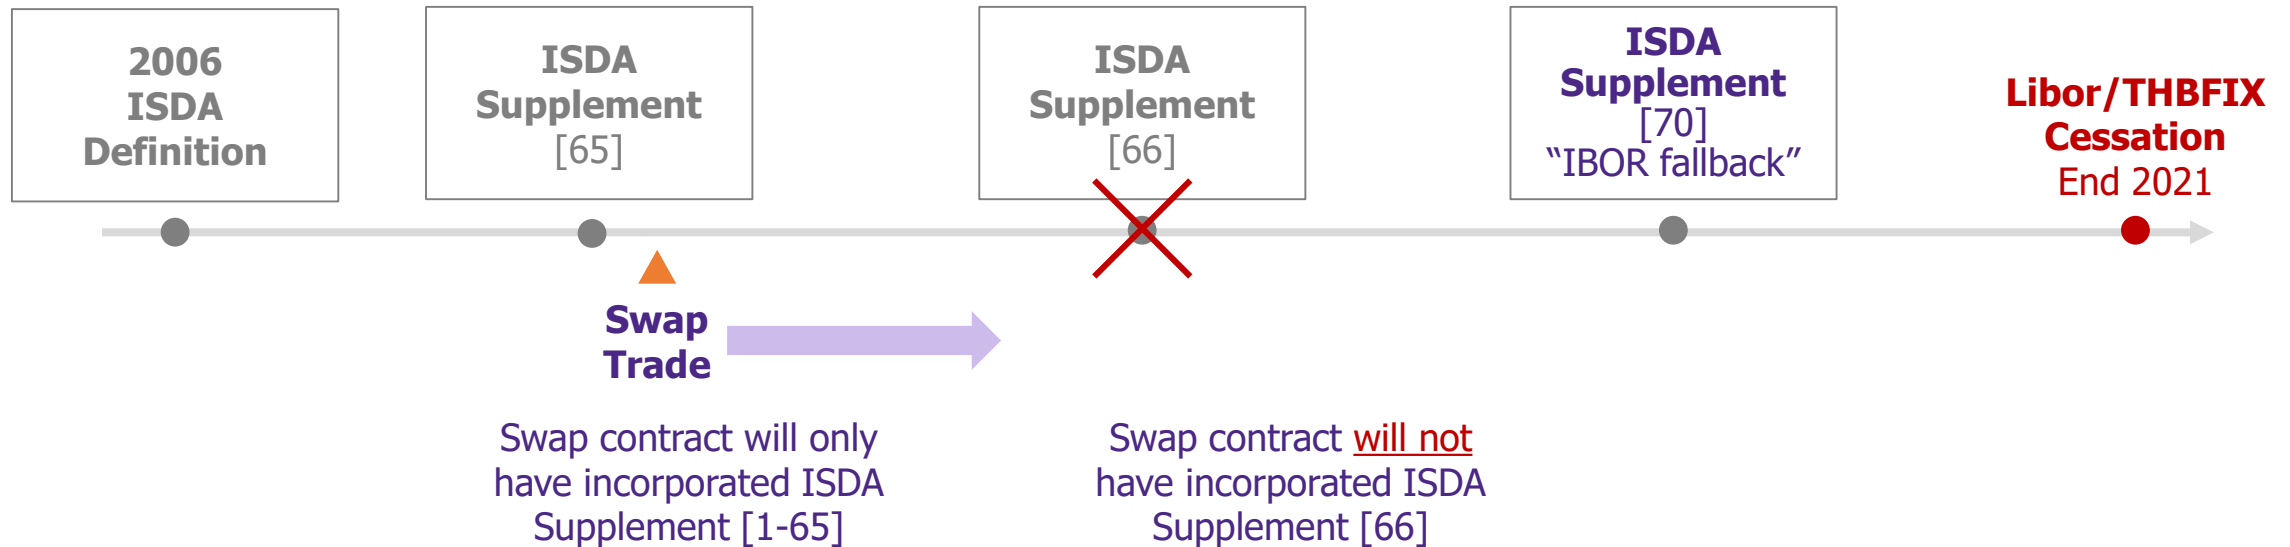 2006
ISDA
Definition
ISDA
Supplement
[65]
ISDA
Supplement
[66]
ISDA
Supplement
[70]
“IBOR fallback”
Libor/THBFIX
Cessation
End 2021
Swap
Trade
Swap contract will only
have incorporated ISDA
Supplement [1-65]
Swap contract will not
have incorporated ISDA
Supplement [66]